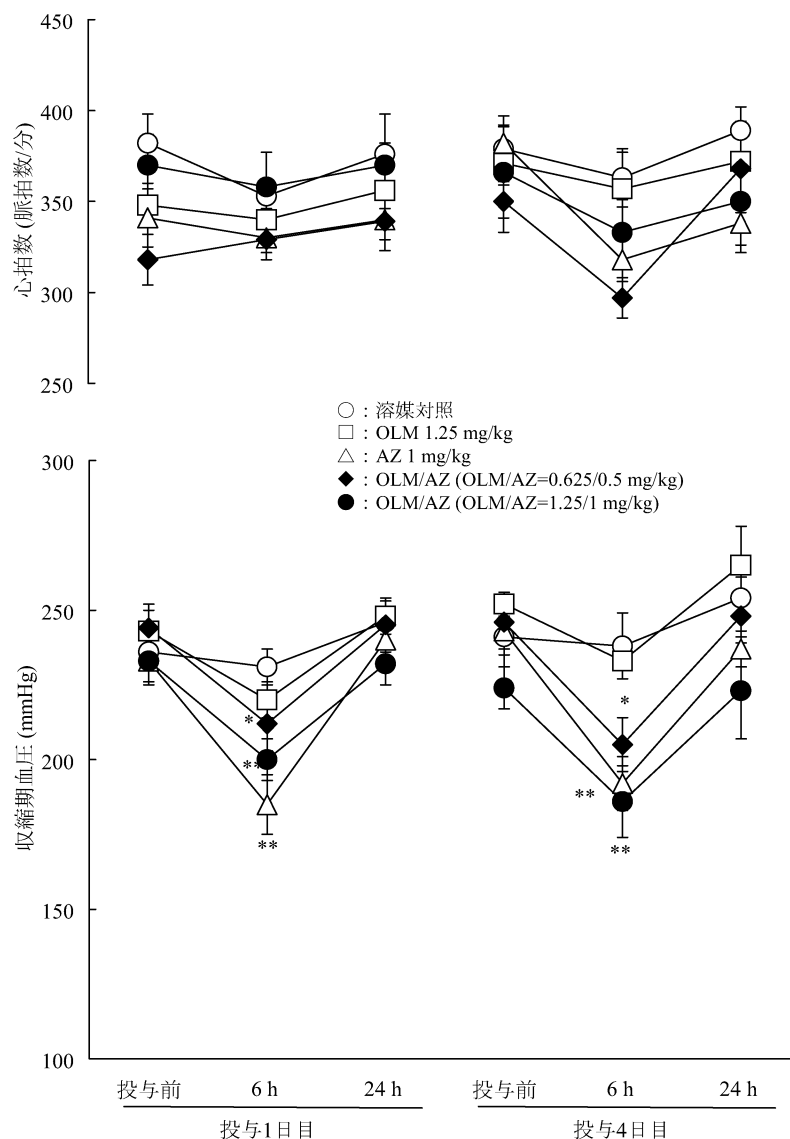 450
400
350
300
250
心拍数 (脈拍数/分)
○ : 溶媒対照
□ : OLM 1.25 mg/kg
△ : AZ 1 mg/kg
◆ : OLM/AZ (OLM/AZ=0.625/0.5 mg/kg)
● : OLM/AZ (OLM/AZ=1.25/1 mg/kg)
300
250
200
150
100
収縮期血圧 (mmHg)
*
**
**
*
**
**
投与前 6 h 24 h 投与前 6 h 24 h
投与1日目 投与4日目